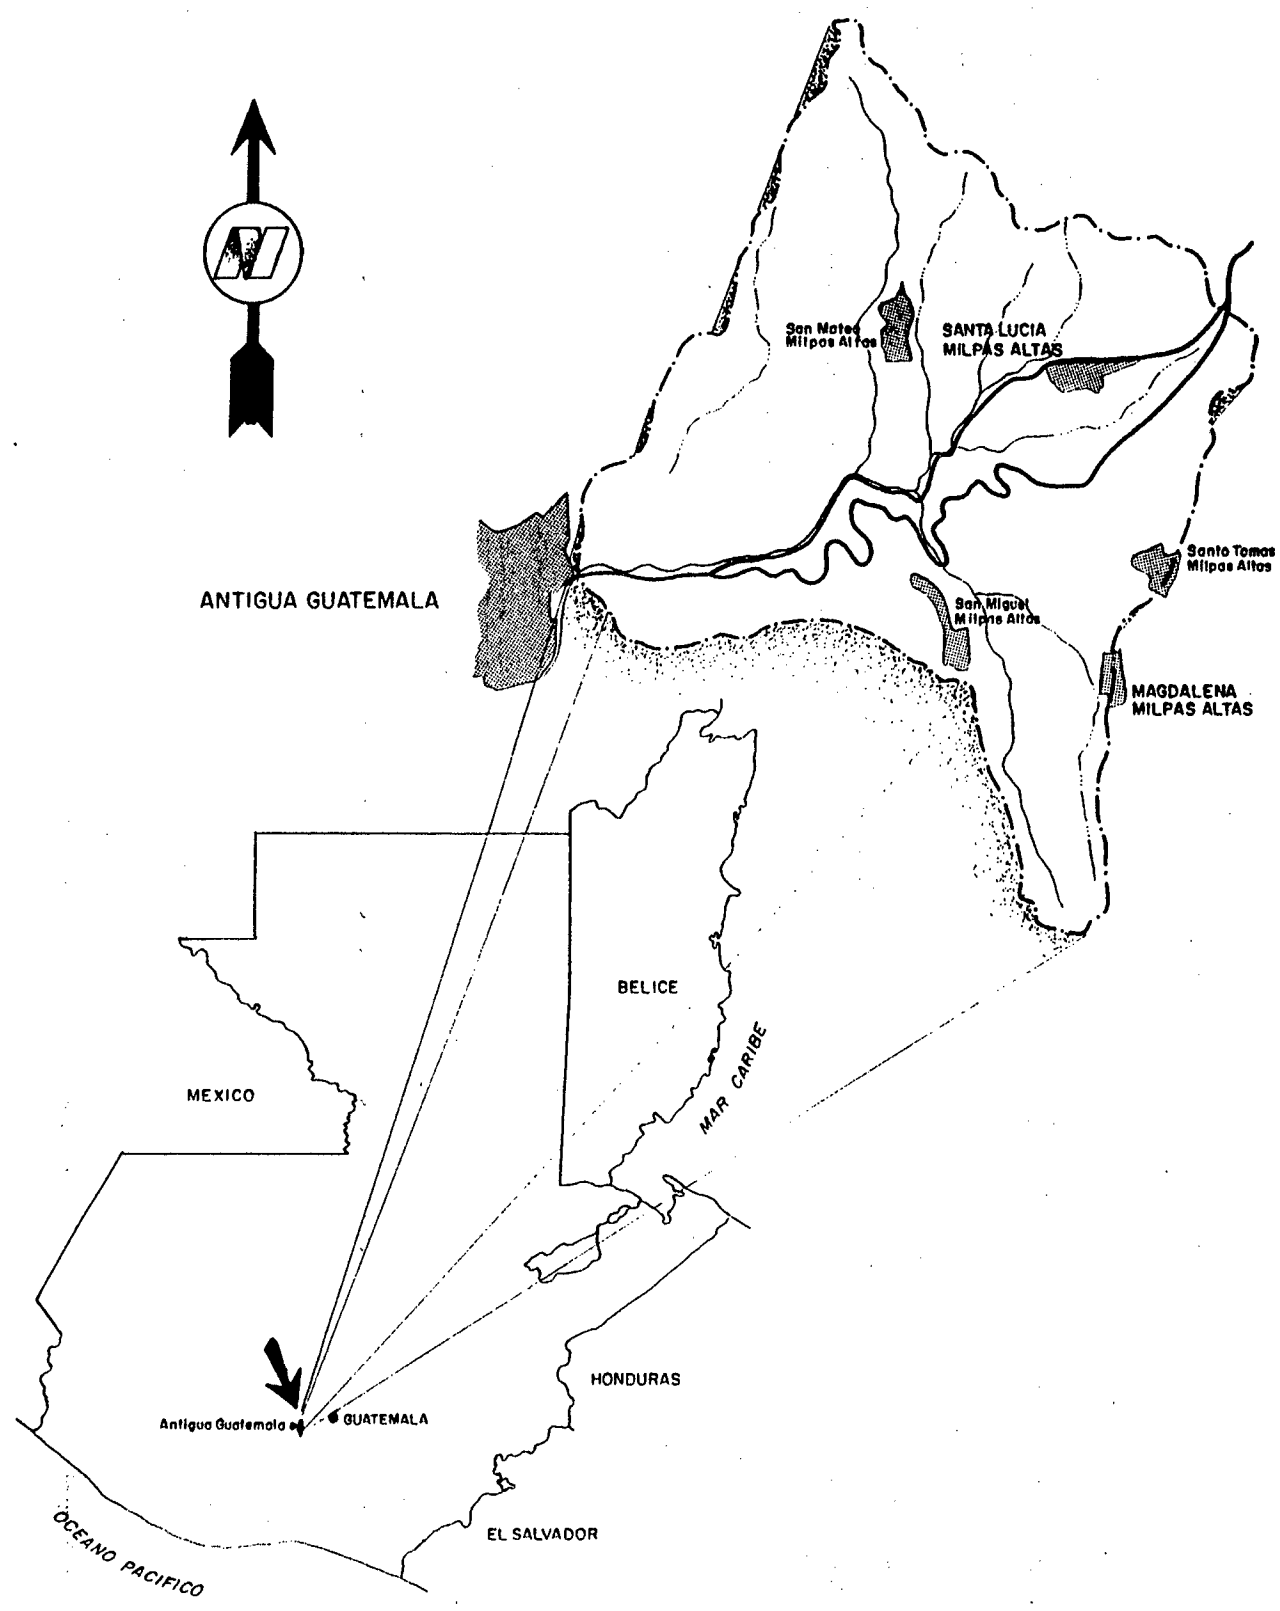 N
San Mateo
Milpas Altas
SANTA LUCIA
MILPAS ALTAS
Santo Tomas
Milpas Altas
ANTIGUA GUATEMALA
San Miguel
Milpas Altas
MAGDALENA
MILPAS ALTAS
BELICE
MAR CARIBE
MEXICO
HONDURAS
Antigua Guatemala
GUATEMALA
EL SALVADOR
OCEANO PACIFICO